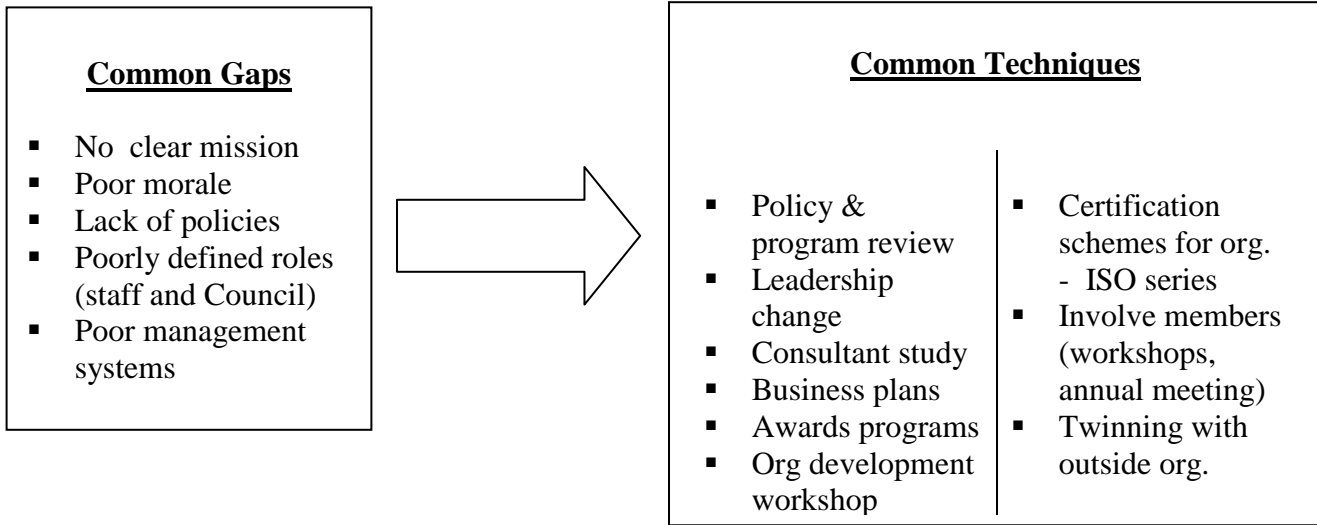 Common Gaps
▪ No clear mission
▪ Poor morale
▪ Lack of policies
▪ Poorly defined roles
(staff and Council)
▪ Poor management
systems
Common Techniques
▪ Policy &
program review
▪ Leadership
change
▪ Consultant study
▪ Business plans
▪ Awards programs
▪ Org development
workshop
▪ Certification
schemes for org.
- ISO series
▪ Involve members
(workshops,
annual meeting)
▪ Twinning with
outside org.